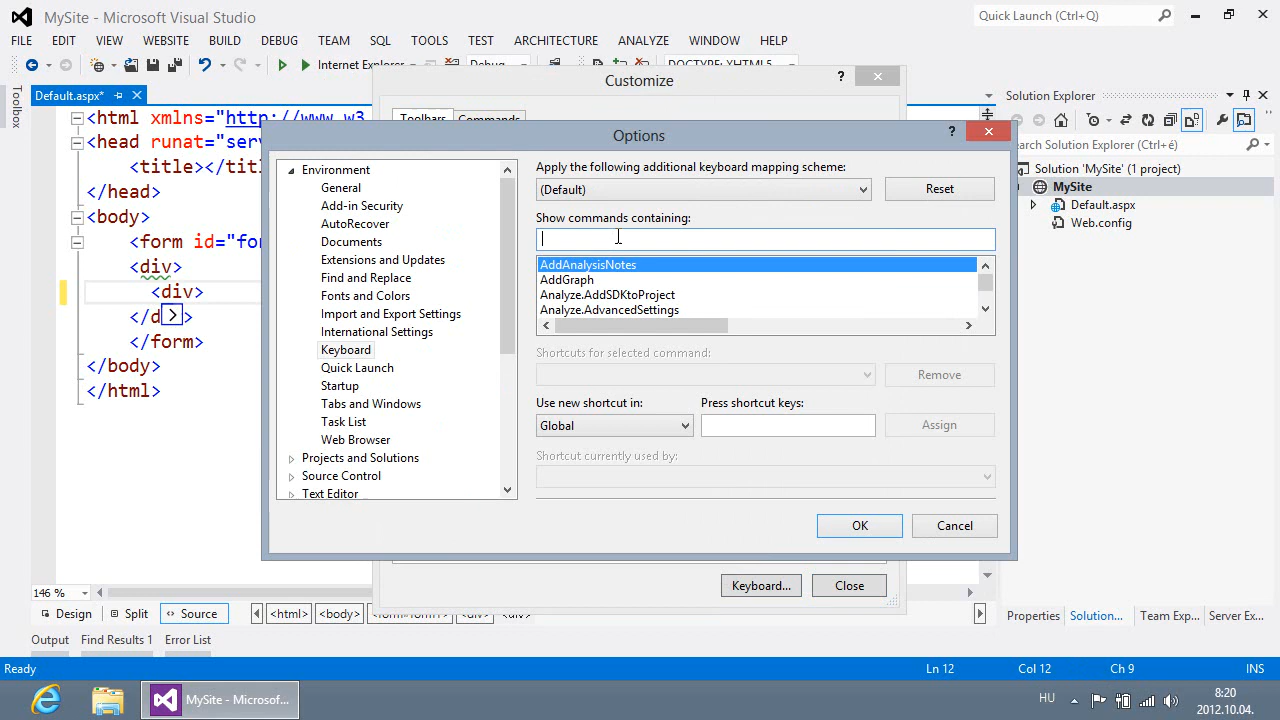 MySite - Microsoft Visual Studio
Quick Launch (Ctrl+Q)
FILE EDIT VIEW WEBSITE BUILD DEBUG TEAM SQL TOOLS TEST ARCHITECTURE ANALYZE WINDOW HELP
Internet Explorer
Debug
DOCTYPE: XHTML5
Customize
?
Toolbox
Default.aspx*
Solution Explorer
Toolbars Commands
<html xmlns="http://www.w3
<head runat="serv
<title></titl
</head>
<body>
<form id="for
<div>
<div>
</d >
>
</form>
</body>
</html>
Search Solution Explorer (Ctrl+é)
Solution 'MySite' (1 project)
MySite
Default.aspx
Web.config
Options
?
Environment
General
Add-in Security
AutoRecover
Documents
Extensions and Updates
Find and Replace
Fonts and Colors
Import and Export Settings
International Settings
Keyboard
Quick Launch
Startup
Tabs and Windows
Task List
Web Browser
Projects and Solutions
Source Control
Text Editor
Apply the following additional keyboard mapping scheme:
(Default)
Reset
Show commands containing:
AddAnalysisNotes
AddGraph
Analyze.AddSDKtoProject
Analyze.AdvancedSettings
Shortcuts for selected command:
Remove
Use new shortcut in:
Press shortcut keys:
Global
Assign
Shortcut currently used by:
OK
Cancel
Keyboard...
Close
146 %
Design Split Source
<html> <body> <form#form1> <div> <div>
Properties Solution... Team Exp... Server Ex...
Output Find Results 1 Error List
Ready
Ln 12 Col 12 Ch 9 INS
MySite - Microsof...
HU
8:20
2012.10.04.